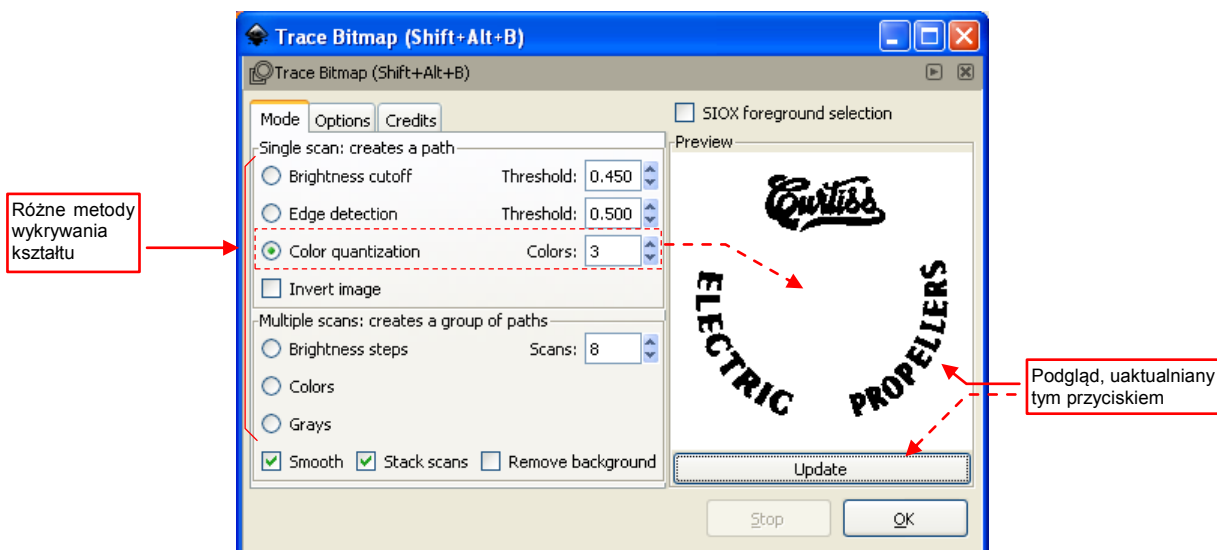 Trace Bitmap (Shift+Alt+B)
Trace Bitmap (Shift+Alt+B)
Mode Options Credits
SIOX foreground selection
Single scan: creates a path
Preview
Brightness cutoff Threshold: 0.450
Edge detection Threshold: 0.500
Color quantization Colors: 3
Invert image
Multiple scans: creates a group of paths
Brightness steps Scans: 8
Colors
Grays
Smooth Stack scans Remove background
Curtiss
ELECTRIC PROPELLERS
Update
Stop OK
Różne metody
wykrywania
kształtu
Podgląd, uaktualniany
tym przyciskiem